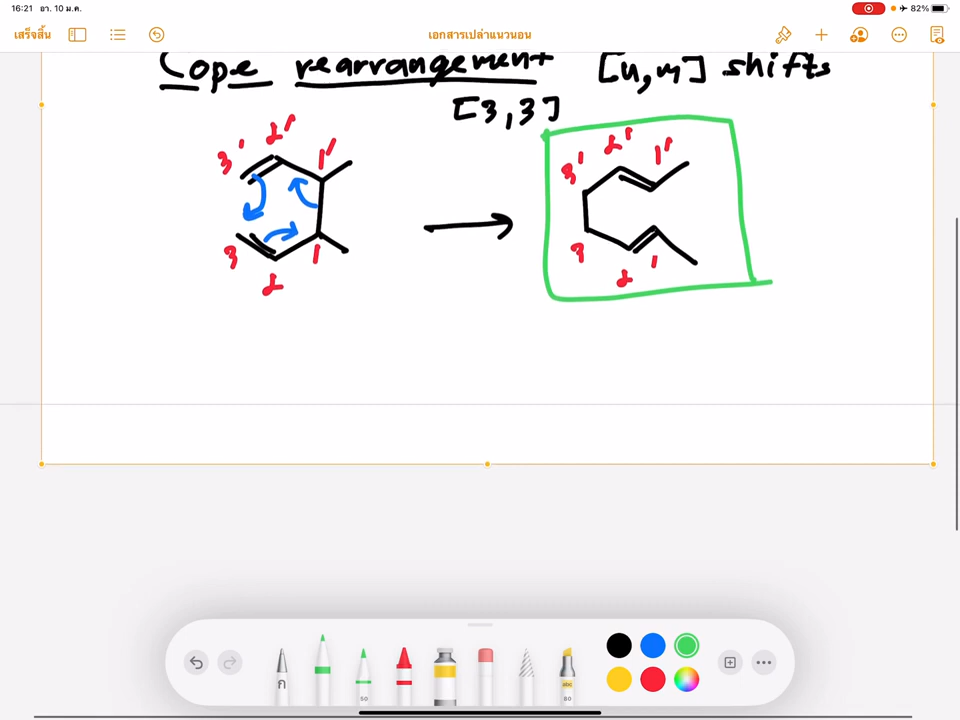 16:21 อา. 10 ม.ค. 82%
เสร็จสิ้น เอกสารเปล่าแนวนอน
Cope rearrangement [n,m] shifts
[3,3]
3' 2' 1'
3 2 1
3' 2' 1'
3 2 1
ก 50 abc 80